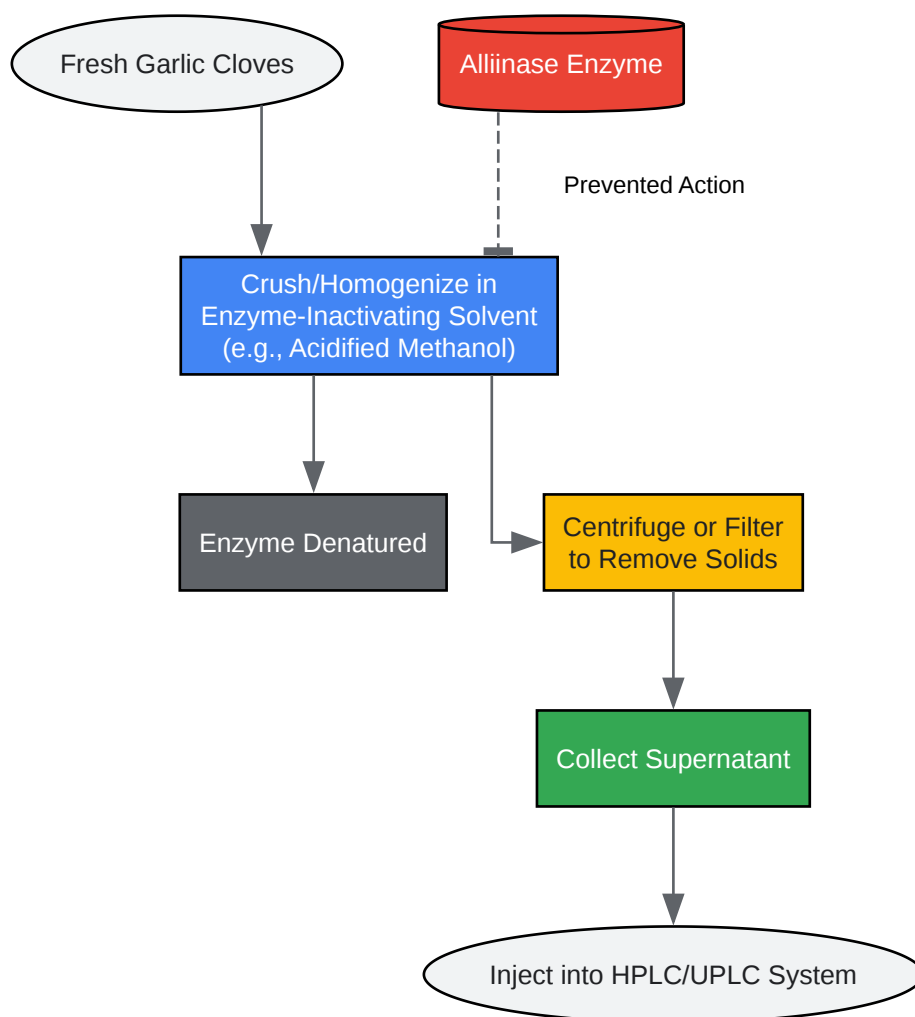 Fresh Garlic Cloves
Alliinase Enzyme
Prevented Action
Crush/Homogenize in
Enzyme-Inactivating Solvent
(e.g., Acidified Methanol)
Enzyme Denatured
Centrifuge or Filter
to Remove Solids
Collect Supernatant
Inject into HPLC/UPLC System